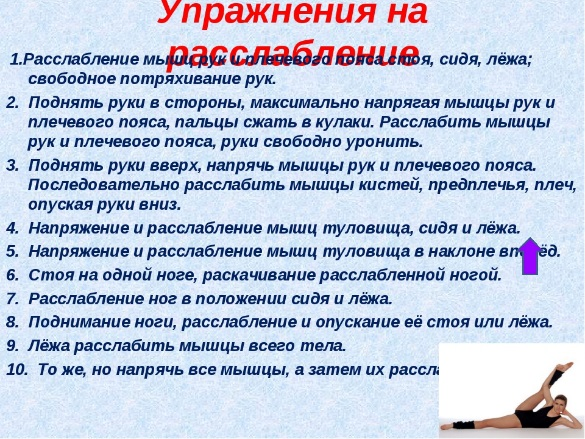 Упражнения на
расслабление
1.Расслабление мышц рук и плечевого пояса стоя, сидя, лёжа;
свободное потряхивание рук.
2. Поднять руки в стороны, максимально напрягая мышцы рук и
плечевого пояса, пальцы сжать в кулаки. Расслабить мышцы
рук и плечевого пояса, руки свободно уронить.
3. Поднять руки вверх, напрячь мышцы рук и плечевого пояса.
Последовательно расслабить мышцы кистей, предплечья, плеч,
опуская руки вниз.
4. Напряжение и расслабление мышц туловища, сидя и лёжа.
5. Напряжение и расслабление мышц туловища в наклоне вперёд.
6. Стоя на одной ноге, раскачивание расслабленной ногой.
7. Расслабление ног в положении сидя и лёжа.
8. Поднимание ноги, расслабление и опускание её стоя или лёжа.
9. Лёжа расслабить мышцы всего тела.
10. То же, но напрячь все мышцы, а затем их